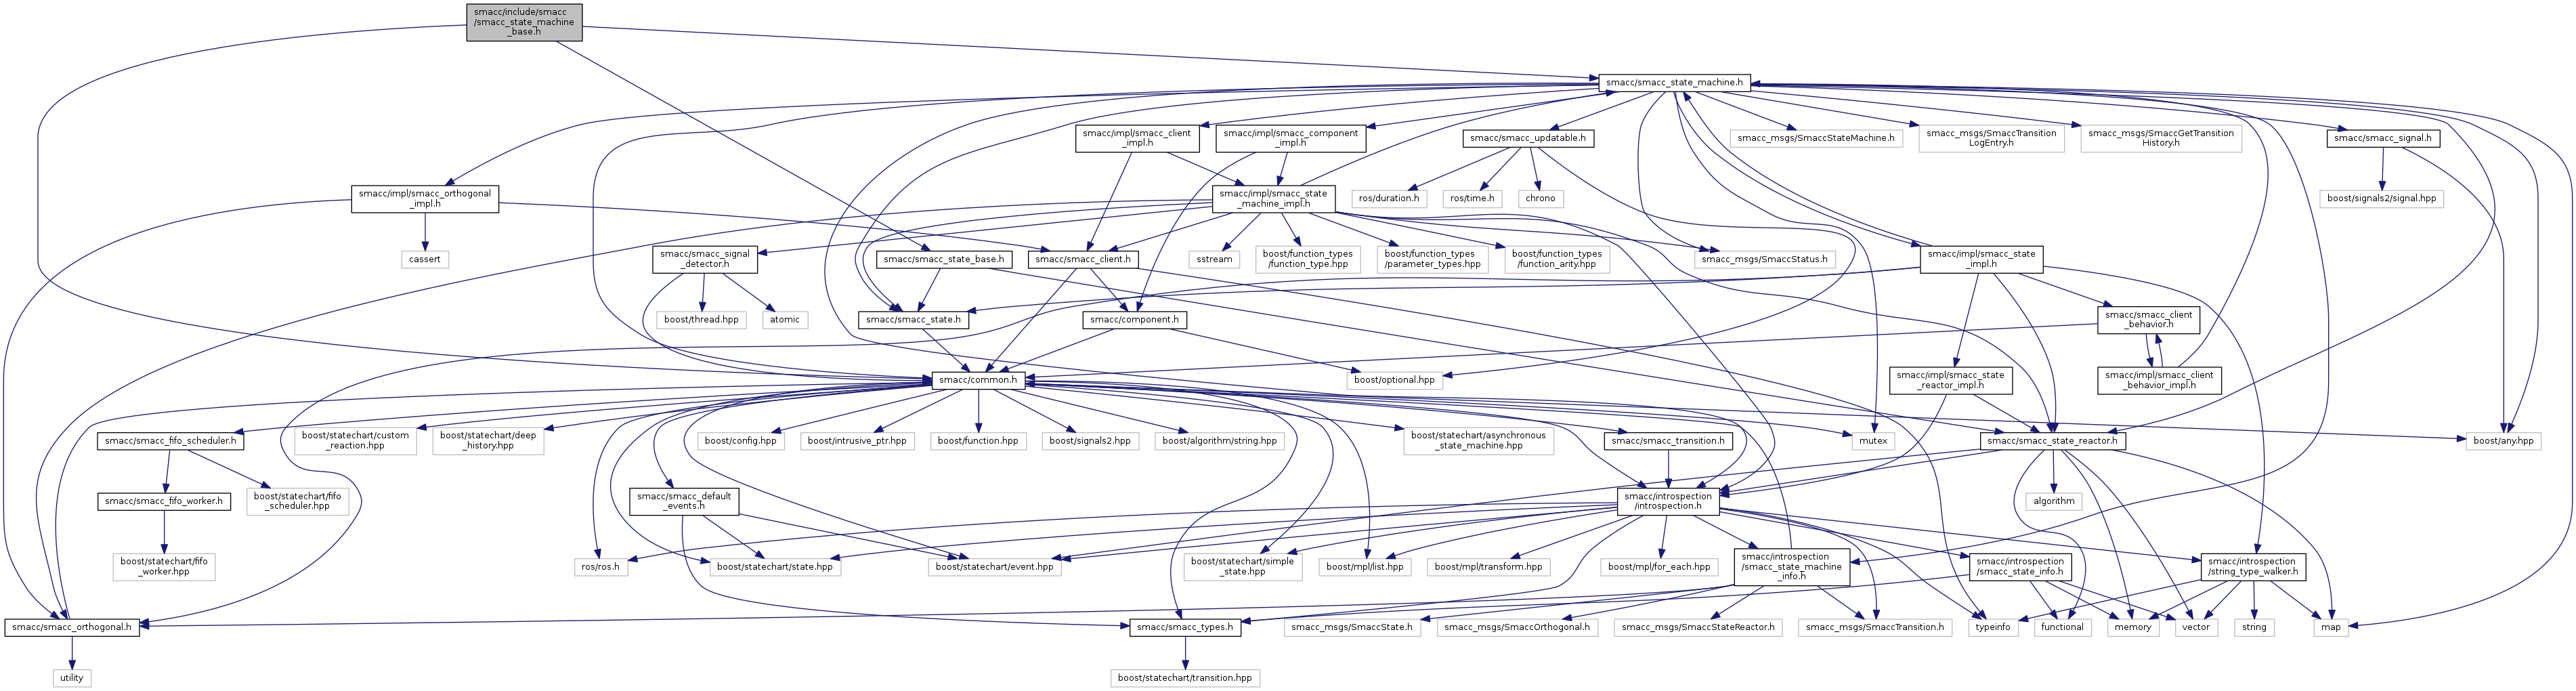 smacc/include/smacc
/smacc_state_machine
_base.h
smacc/smacc_state_machine.h
smacc/impl/smacc_client
_impl.h
smacc/impl/smacc_component
_impl.h
smacc/smacc_updatable.h
smacc_msgs/SmaccStateMachine.h
smacc_msgs/SmaccTransition
LogEntry.h
smacc_msgs/SmaccGetTransition
History.h
smacc/smacc_signal.h
smacc/impl/smacc_orthogonal
_impl.h
smacc/impl/smacc_state
_machine_impl.h
ros/duration.h
ros/time.h
chrono
boost/signals2/signal.hpp
cassert
smacc/smacc_signal
_detector.h
smacc/smacc_state_base.h
smacc/smacc_client.h
sstream
boost/function_types
/function_type.hpp
boost/function_types
/parameter_types.hpp
boost/function_types
/function_arity.hpp
smacc_msgs/SmaccStatus.h
smacc/impl/smacc_state
_impl.h
boost/thread.hpp
atomic
smacc/smacc_state.h
smacc/component.h
smacc/smacc_client
_behavior.h
smacc/common.h
boost/optional.hpp
smacc/impl/smacc_state
_reactor_impl.h
smacc/impl/smacc_client
_behavior_impl.h
smacc/smacc_fifo_scheduler.h
boost/statechart/custom
_reaction.hpp
boost/statechart/deep
_history.hpp
boost/config.hpp
boost/intrusive_ptr.hpp
boost/function.hpp
boost/signals2.hpp
boost/algorithm/string.hpp
boost/statechart/asynchronous
_state_machine.hpp
smacc/smacc_transition.h
mutex
smacc/smacc_state_reactor.h
boost/any.hpp
smacc/smacc_fifo_worker.h
boost/statechart/fifo
_scheduler.hpp
smacc/smacc_default
_events.h
smacc/introspection
/introspection.h
algorithm
boost/statechart/fifo
_worker.hpp
ros/ros.h
boost/statechart/state.hpp
boost/statechart/event.hpp
boost/statechart/simple
_state.hpp
boost/mpl/list.hpp
boost/mpl/transform.hpp
boost/mpl/for_each.hpp
smacc/introspection
/smacc_state_machine
_info.h
smacc/introspection
/smacc_state_info.h
smacc/introspection
/string_type_walker.h
smacc/smacc_orthogonal.h
smacc/smacc_types.h
smacc_msgs/SmaccState.h
smacc_msgs/SmaccOrthogonal.h
smacc_msgs/SmaccStateReactor.h
smacc_msgs/SmaccTransition.h
typeinfo
functional
memory
vector
string
map
utility
boost/statechart/transition.hpp